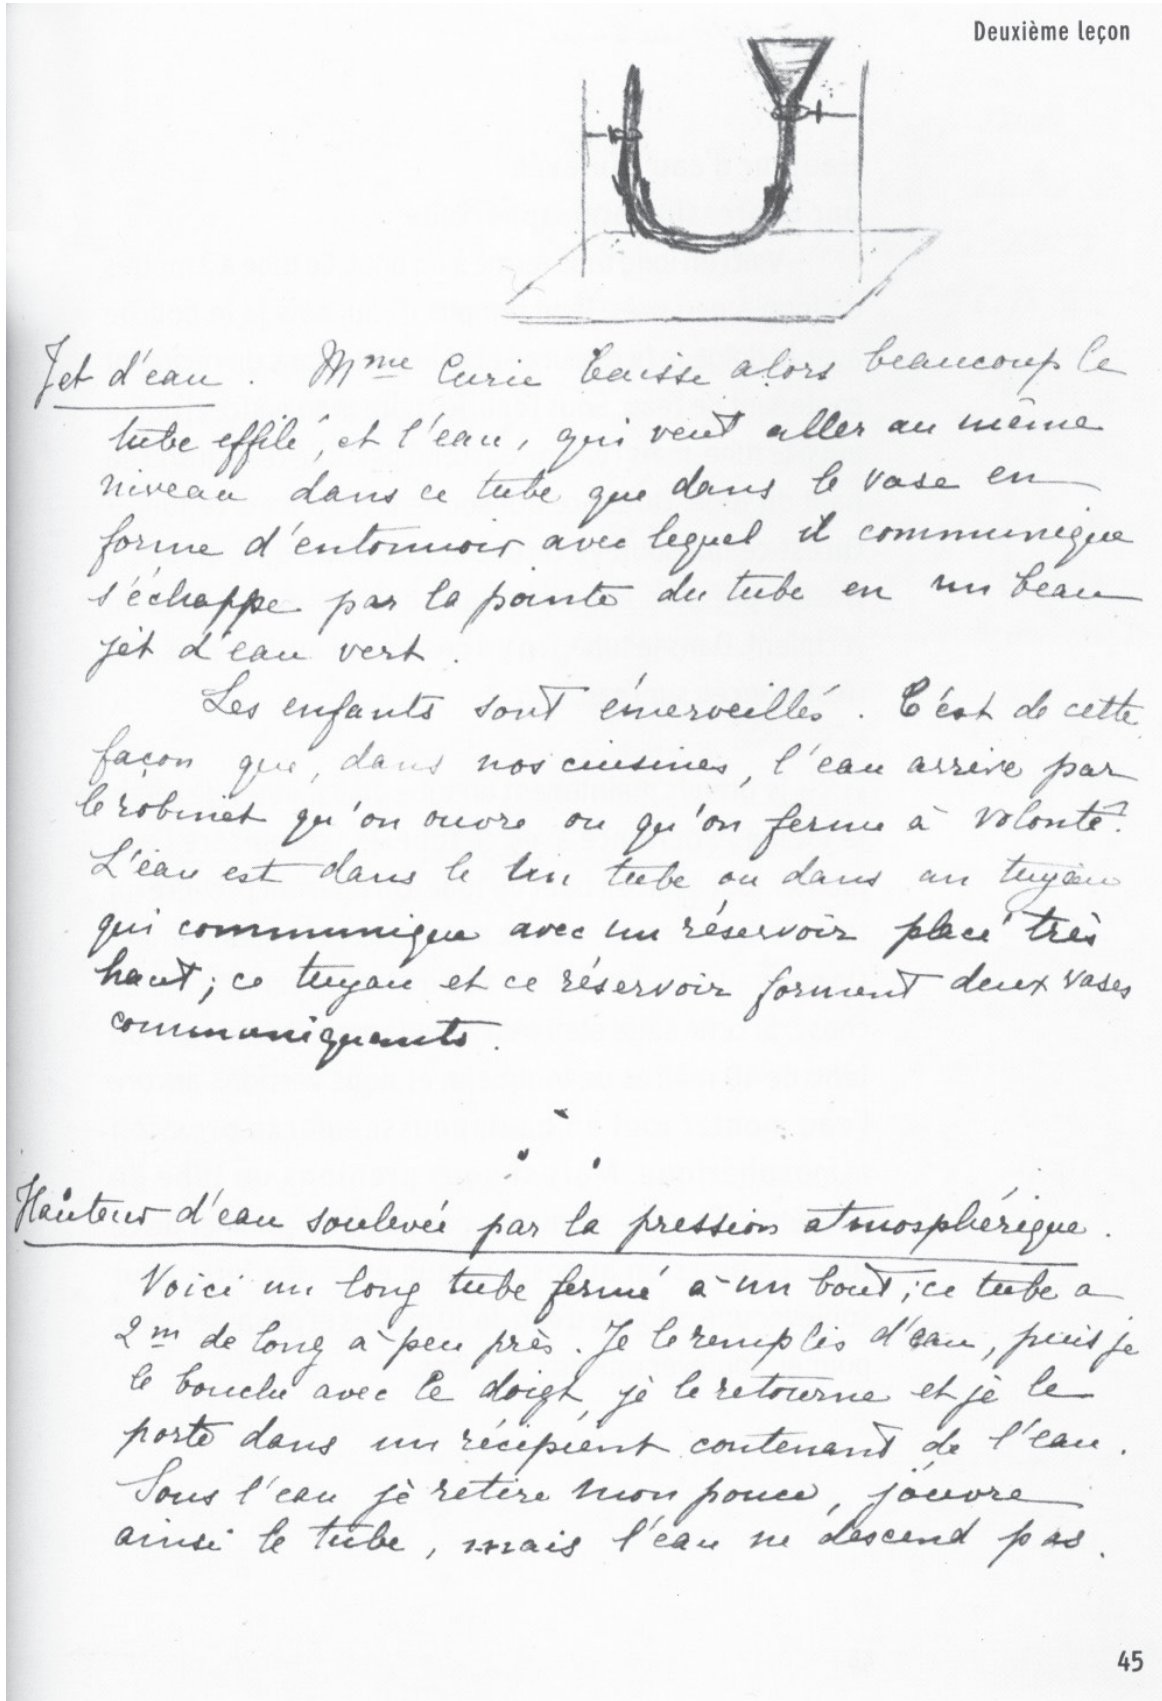 Deuxième leçon
Jet d'eau. Mme Curie baisse alors beaucoup le
tube effilé, et l'eau, qui veut aller au même
niveau dans ce tube que dans le vase en
forme d'entonnoir avec lequel il communique
s'échappe par la pointe du tube en un beau
jet d'eau vert.
Les enfants sont émerveillés. C'est de cette
façon que, dans nos cuisines, l'eau arrive par
le robinet qu'on ouvre ou qu'on ferme à volonté.
L'eau est dans le un tube ou dans un tuyau
qui communique avec un réservoir placé très
haut; ce tuyau et ce réservoir forment deux vases
communiquants.
Hauteur d'eau soulevée par la pression atmosphérique.
Voici un long tube fermé à un bout; ce tube a
2m de long à peu près. Je le remplis d'eau, puis je
le bouche avec le doigt, je le retourne et je le
porte dans un récipient contenant de l'eau.
Sous l'eau je retire mon pouce, j'ouvre
ainsi le tube, mais l'eau ne descend pas.
45